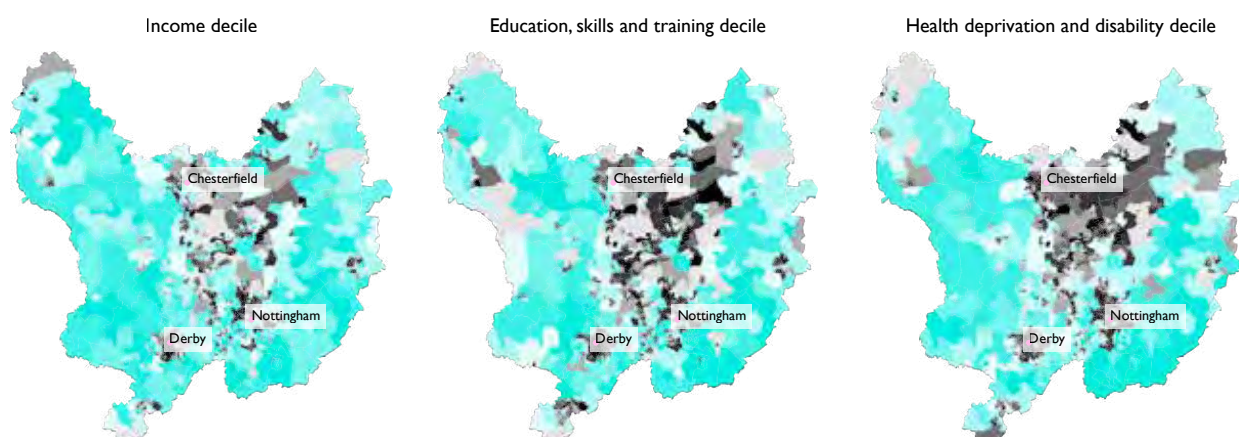 Income decile
Education, skills and training decile
Health deprivation and disability decile
Chesterfield
Chesterfield
Chesterfield
Nottingham
Nottingham
Nottingham
Derby
Derby
Derby